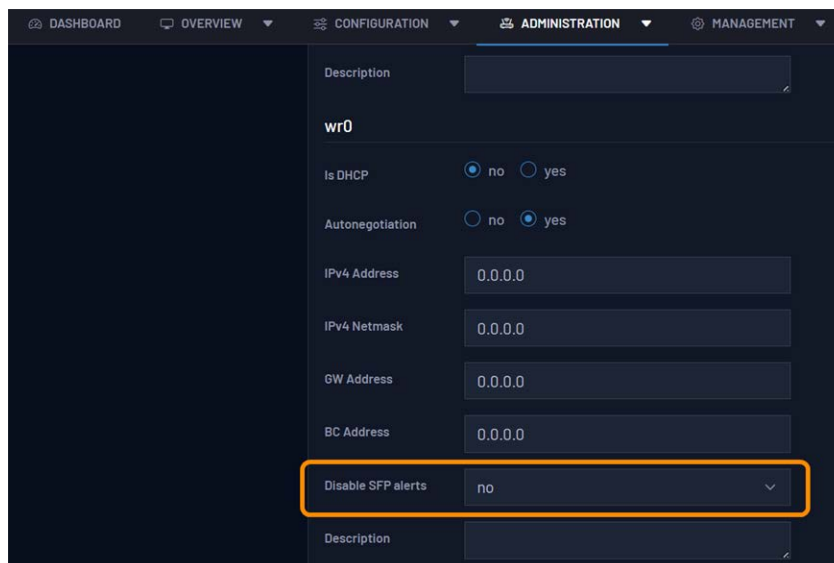 DASHBOARD OVERVIEW CONFIGURATION ADMINISTRATION MANAGEMENT
Description
wr0
Is DHCP no yes
Autonegotiation no yes
IPv4 Address 0.0.0.0
IPv4 Netmask 0.0.0.0
GW Address 0.0.0.0
BC Address 0.0.0.0
Disable SFP alerts no
Description